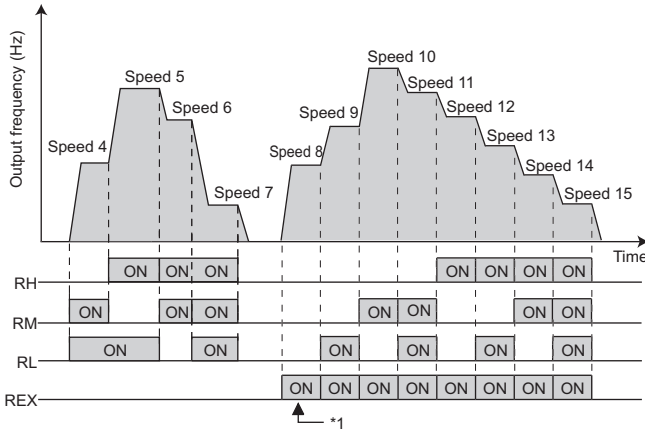 Output frequency (Hz)
Speed 10
Speed 5
Speed 11
Speed 6
Speed 9
Speed 12
Speed 4
Speed 8
Speed 13
Speed 14
Speed 7
Speed 15
Time
RH ON ON ON ON ON ON ON
RM ON ON ON ON ON ON ON
RL ON ON ON ON ON ON
REX ON ON ON ON ON ON ON ON
*1